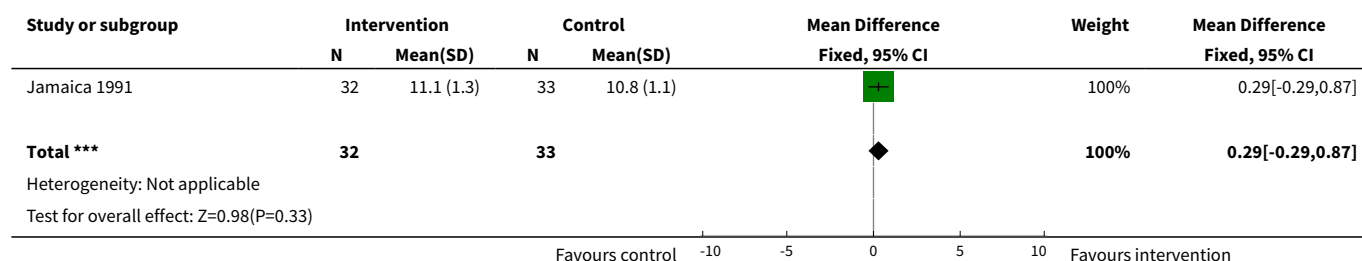 Study or subgroup Intervention Control Mean Difference Weight Mean Difference
N Mean(SD) N Mean(SD) Fixed, 95% CI Fixed, 95% CI
Jamaica 1991 32 11.1 (1.3) 33 10.8 (1.1) 100% 0.29[-0.29,0.87]
Total *** 32 33 100% 0.29[-0.29,0.87]
Heterogeneity: Not applicable
Test for overall effect: Z=0.98(P=0.33)
Favours control -10 -5 0 5 10 Favours intervention